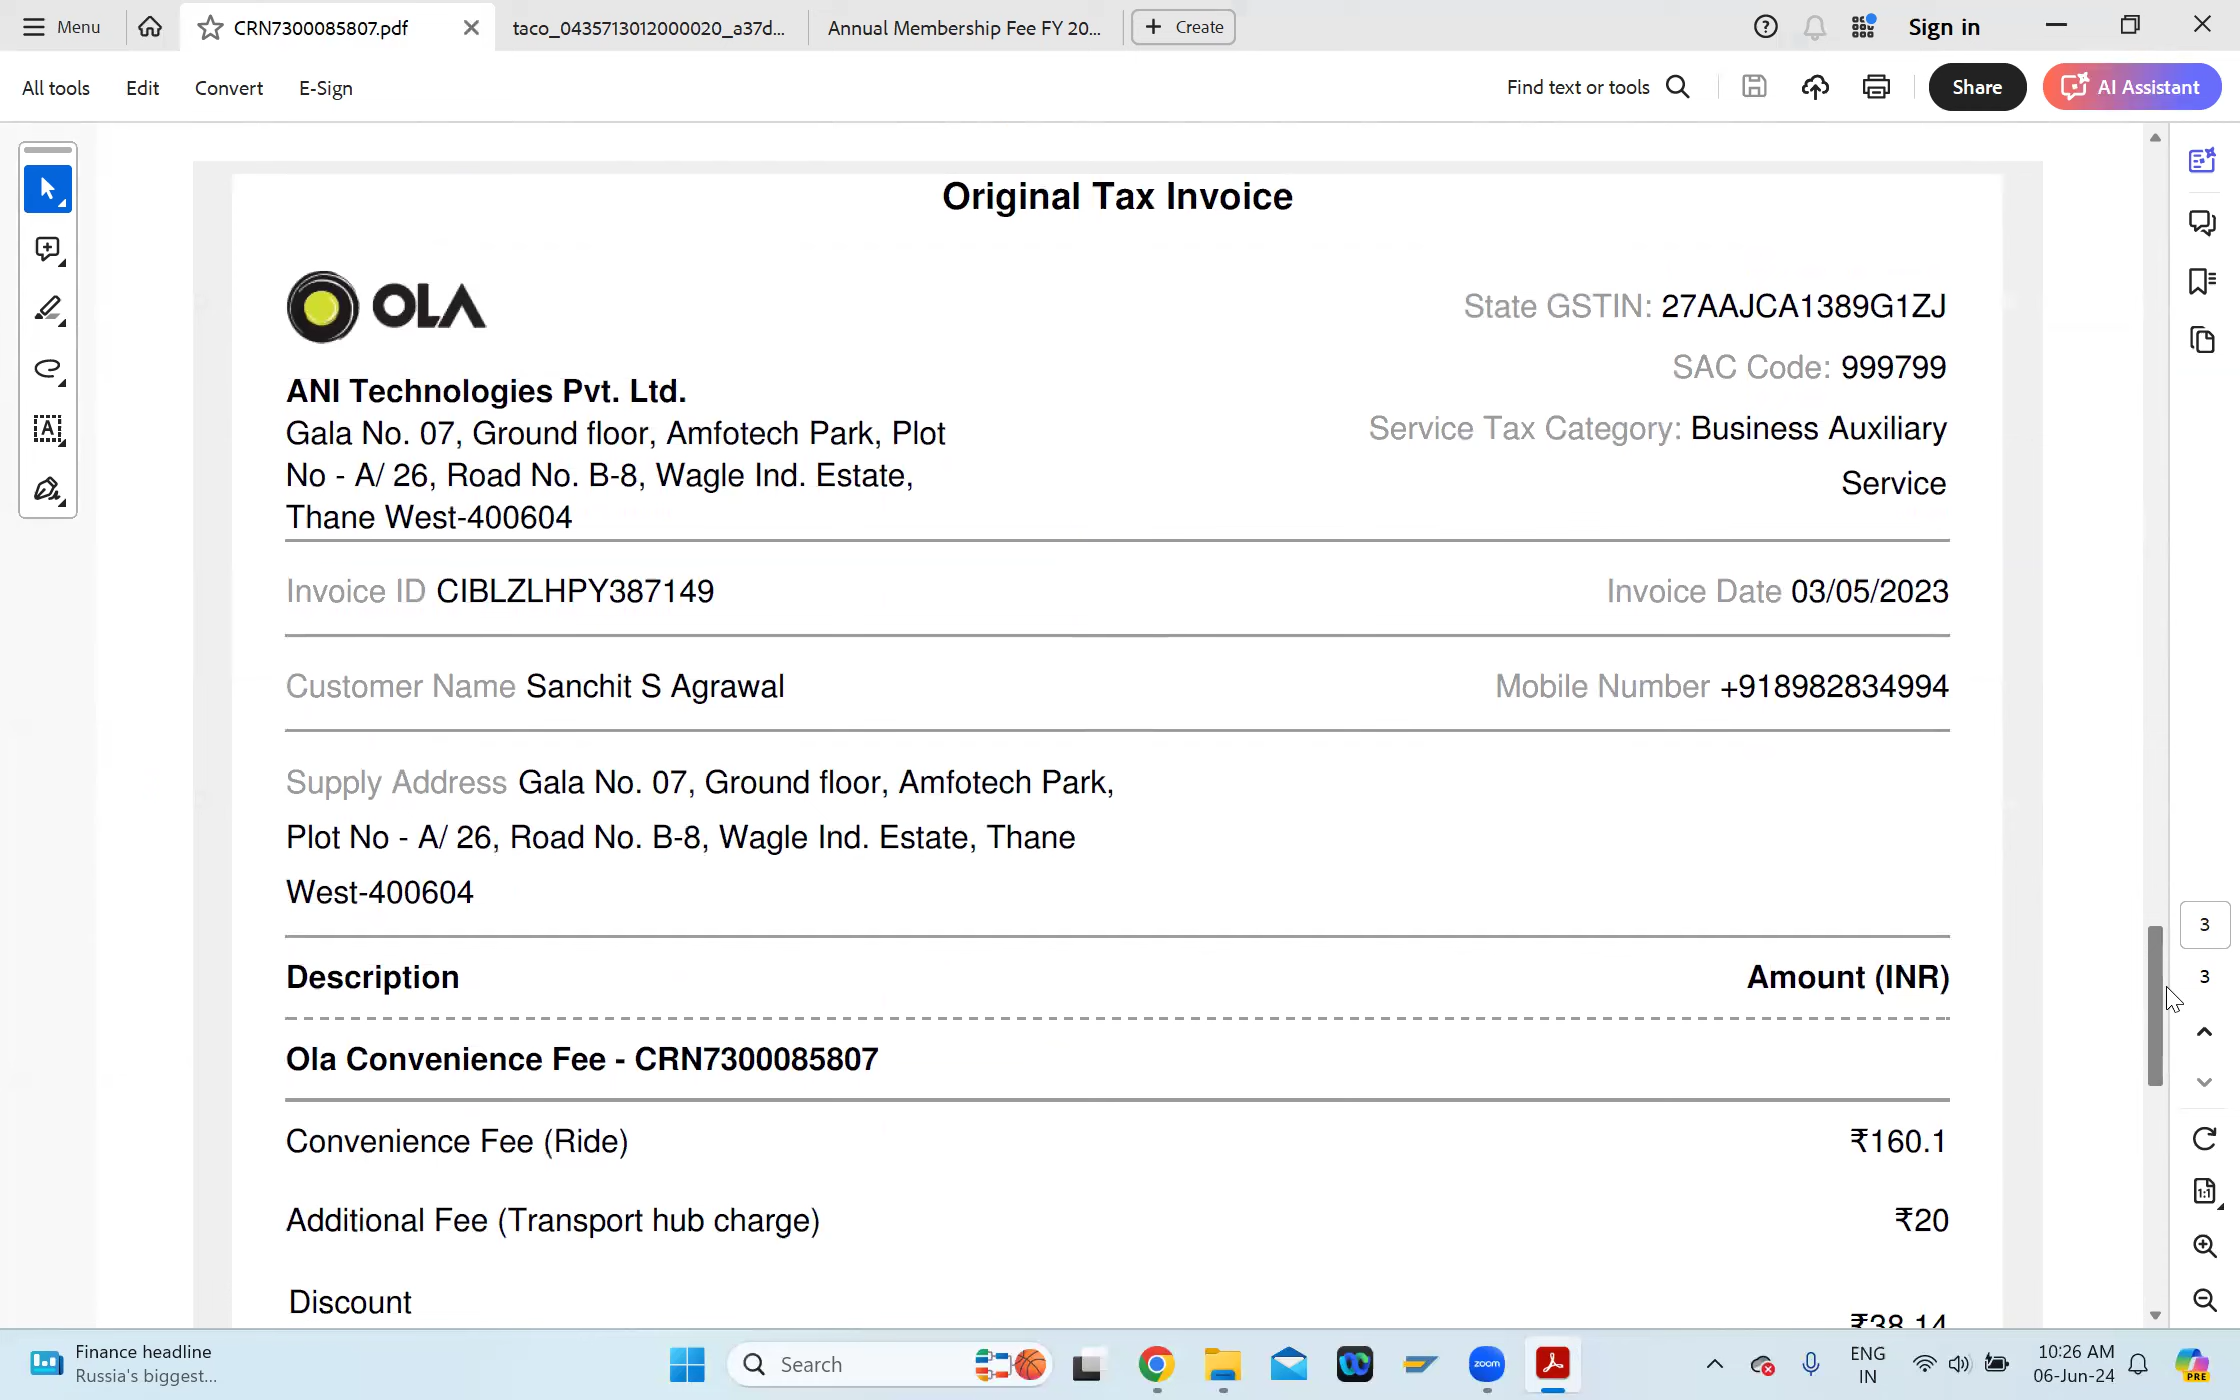 Menu
CRN7300085807.pdf
taco_0435713012000020_a37d...
Annual Membership Fee FY 20...
Create
Sign in
All tools
Edit
Convert
E-Sign
Find text or tools
Share
AI Assistant
Original Tax Invoice
OLA
State GSTIN: 27AAJCA1389G1ZJ
SAC Code: 999799
ANI Technologies Pvt. Ltd.
Gala No. 07, Ground floor, Amfotech Park, Plot
No - A/ 26, Road No. B-8, Wagle Ind. Estate,
Thane West-400604
Service Tax Category: Business Auxiliary
Service
Invoice ID CIBLZLHPY387149
Invoice Date 03/05/2023
Customer Name Sanchit S Agrawal
Mobile Number +918982834994
Supply Address Gala No. 07, Ground floor, Amfotech Park,
Plot No - A/ 26, Road No. B-8, Wagle Ind. Estate, Thane
West-400604
Description
Amount (INR)
Ola Convenience Fee - CRN7300085807
Convenience Fee (Ride)
₹160.1
Additional Fee (Transport hub charge)
₹20
Discount
₹38.14
3
3
1:1
Finance headline
Russia's biggest...
Search
zoom
ENG
IN
10:26 AM
06-Jun-24
PRE